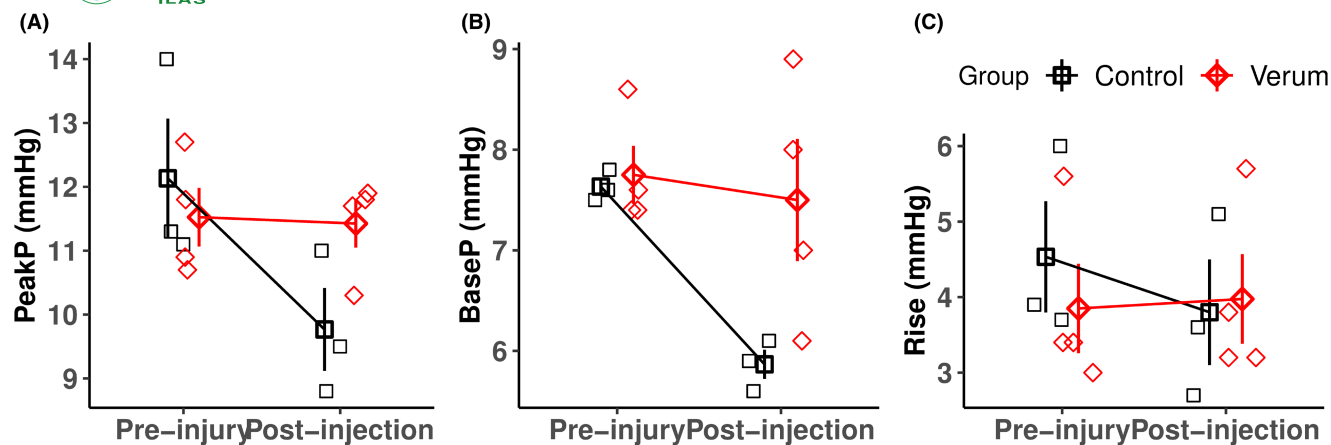 (A)
PeakP (mmHg)
14
13
12
11
10
9
Pre−injury
Post−injection
(B)
BaseP (mmHg)
9
8
7
6
Pre−injury
Post−injection
(C)
Group
Control
Verum
Rise (mmHg)
6
5
4
3
Pre−injury
Post−injection